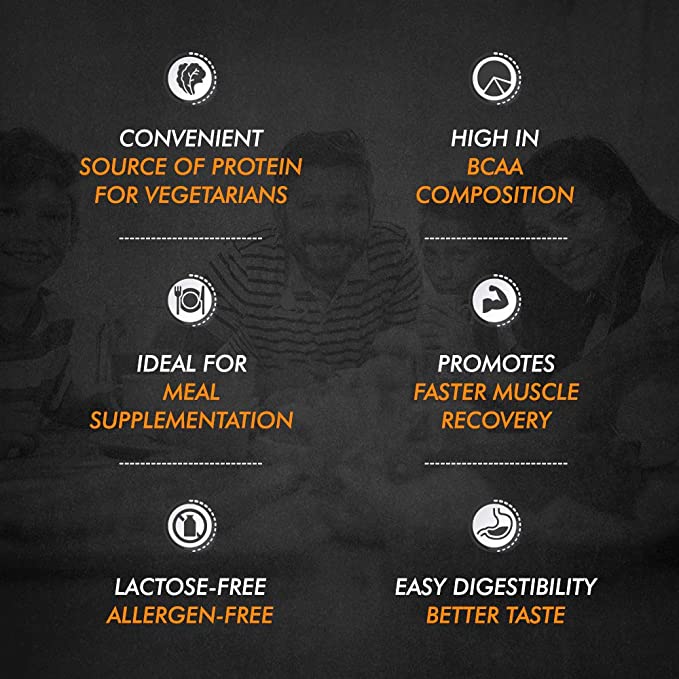 CONVENIENT
SOURCE OF PROTEIN
FOR VEGETARIANS
HIGH IN
BCAA
COMPOSITION
IDEAL FOR
MEAL
SUPPLEMENTATION
PROMOTES
FASTER MUSCLE
RECOVERY
LACTOSE-FREE
ALLERGEN-FREE
EASY DIGESTIBILITY
BETTER TASTE